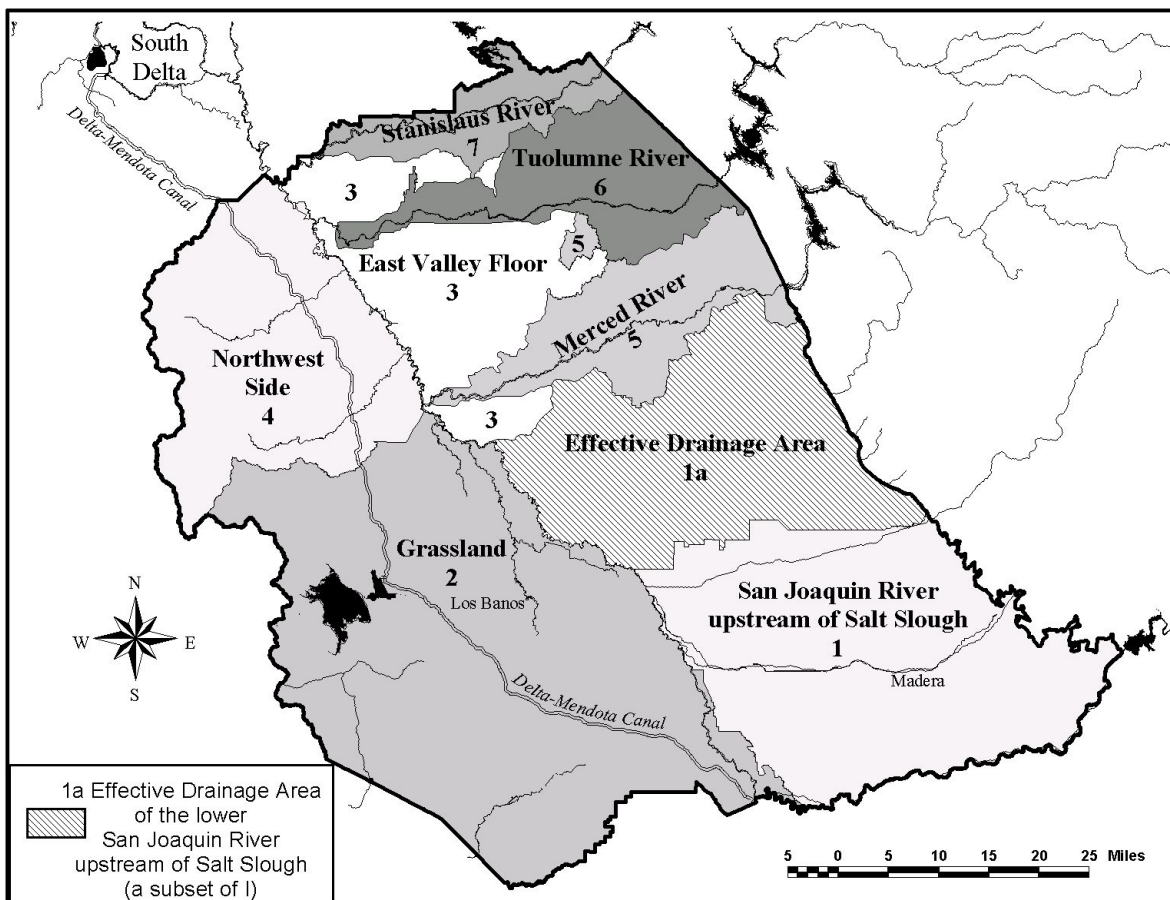 South
Delta
Delta-Mendota Canal
Stanislaus River
7
Tuolumne River
6
3
East Valley Floor
3
5
Merced River
5
Northwest
Side
4
3
Effective Drainage Area
1a
Grassland
2
Los Banos
San Joaquin River
upstream of Salt Slough
1
Madera
N
W
E
S
Delta-Mendota Canal
1a Effective Drainage Area
of the lower
San Joaquin River
upstream of Salt Slough
(a subset of I)
5 0 5 10 15 20 25 Miles